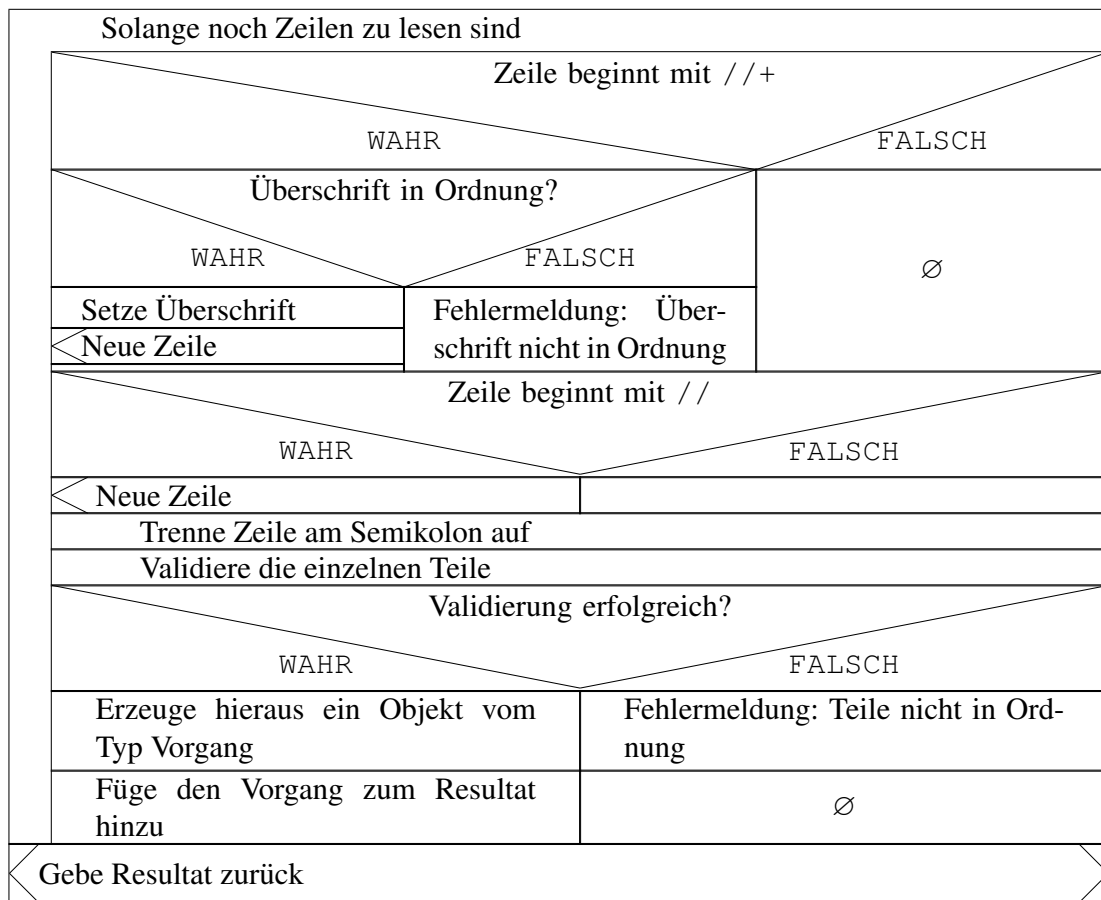 Solange noch Zeilen zu lesen sind
Zeile beginnt mit //+
WAHR
FALSCH
Überschrift in Ordnung?
WAHR
FALSCH
∅
Setze Überschrift
Neue Zeile
Fehlermeldung: Über-
schrift nicht in Ordnung
Zeile beginnt mit //
WAHR
FALSCH
Neue Zeile
Trenne Zeile am Semikolon auf
Validiere die einzelnen Teile
Validierung erfolgreich?
WAHR
FALSCH
Erzeuge hieraus ein Objekt vom
Typ Vorgang
Fehlermeldung: Teile nicht in Ord-
nung
Füge den Vorgang zum Resultat
hinzu
∅
Gebe Resultat zurück